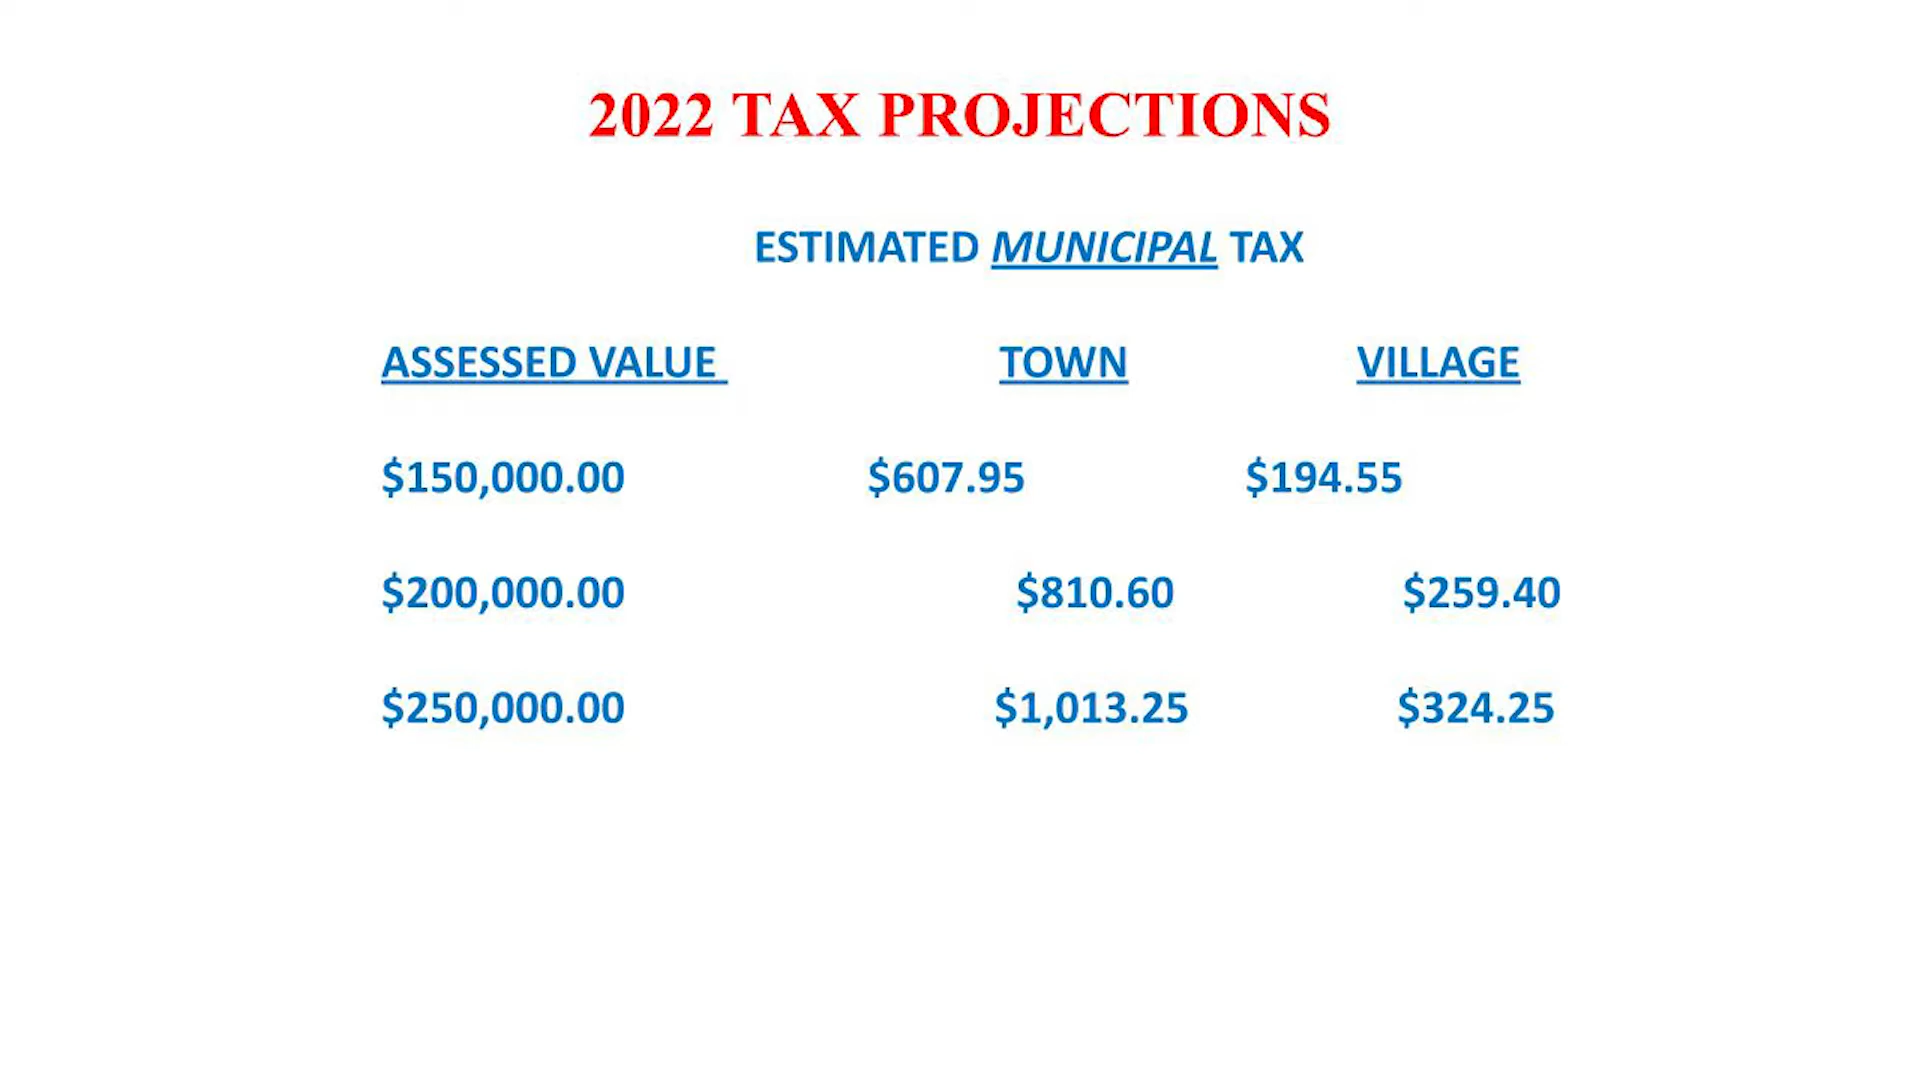 2022 TAX PROJECTIONS
ESTIMATED MUNICIPAL TAX
ASSESSED VALUE TOWN VILLAGE
$150,000.00 $607.95 $194.55
$200,000.00 $810.60 $259.40
$250,000.00 $1,013.25 $324.25